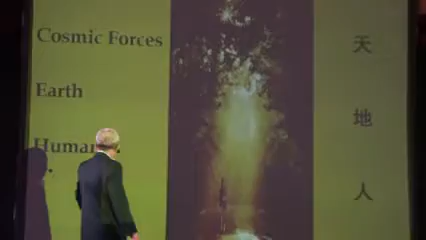 Cosmic Forces
Earth
Human
天
地
人